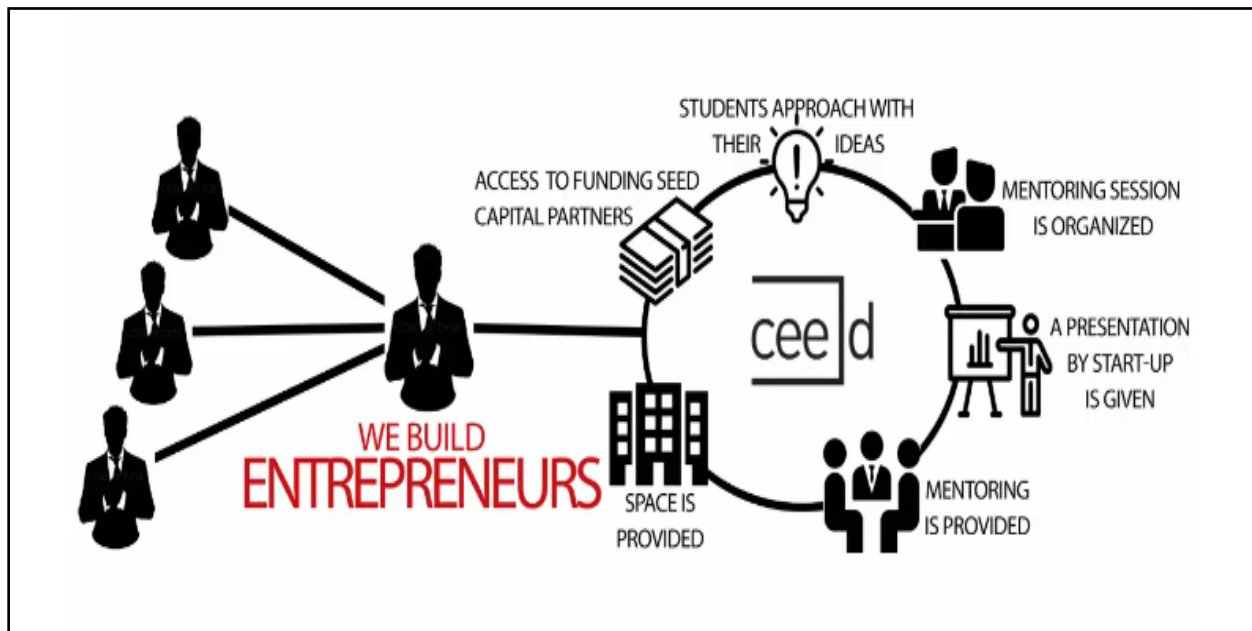 STUDENTS APPROACH WITH
THEIR IDEAS
ACCESS TO FUNDING SEED
CAPITAL PARTNERS
MENTORING SESSION
IS ORGANIZED
A PRESENTATION
BY START-UP
IS GIVEN
MENTORING
IS PROVIDED
SPACE IS
PROVIDED
ceed
WE BUILD
ENTREPRENEURS